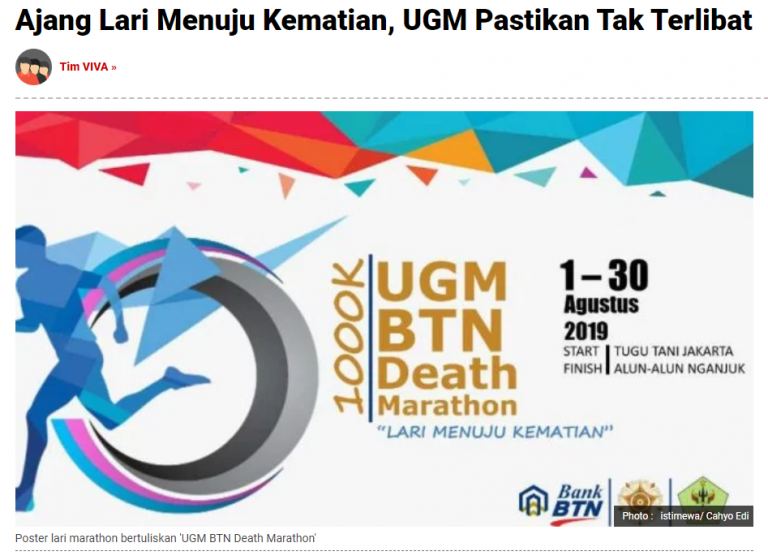 Ajang Lari Menuju Kematian, UGM Pastikan Tak Terlibat
Tim VIVA »
1000K
UGM
BTN
Death
Marathon
"LARI MENUJU KEMATIAN"
1 – 30
Agustus
2019
START | TUGU TANI JAKARTA
FINISH | ALUN-ALUN NGANJUK
Bank
BTN
Photo : istimewa/ Cahyo Edi
Poster lari marathon bertuliskan 'UGM BTN Death Marathon'